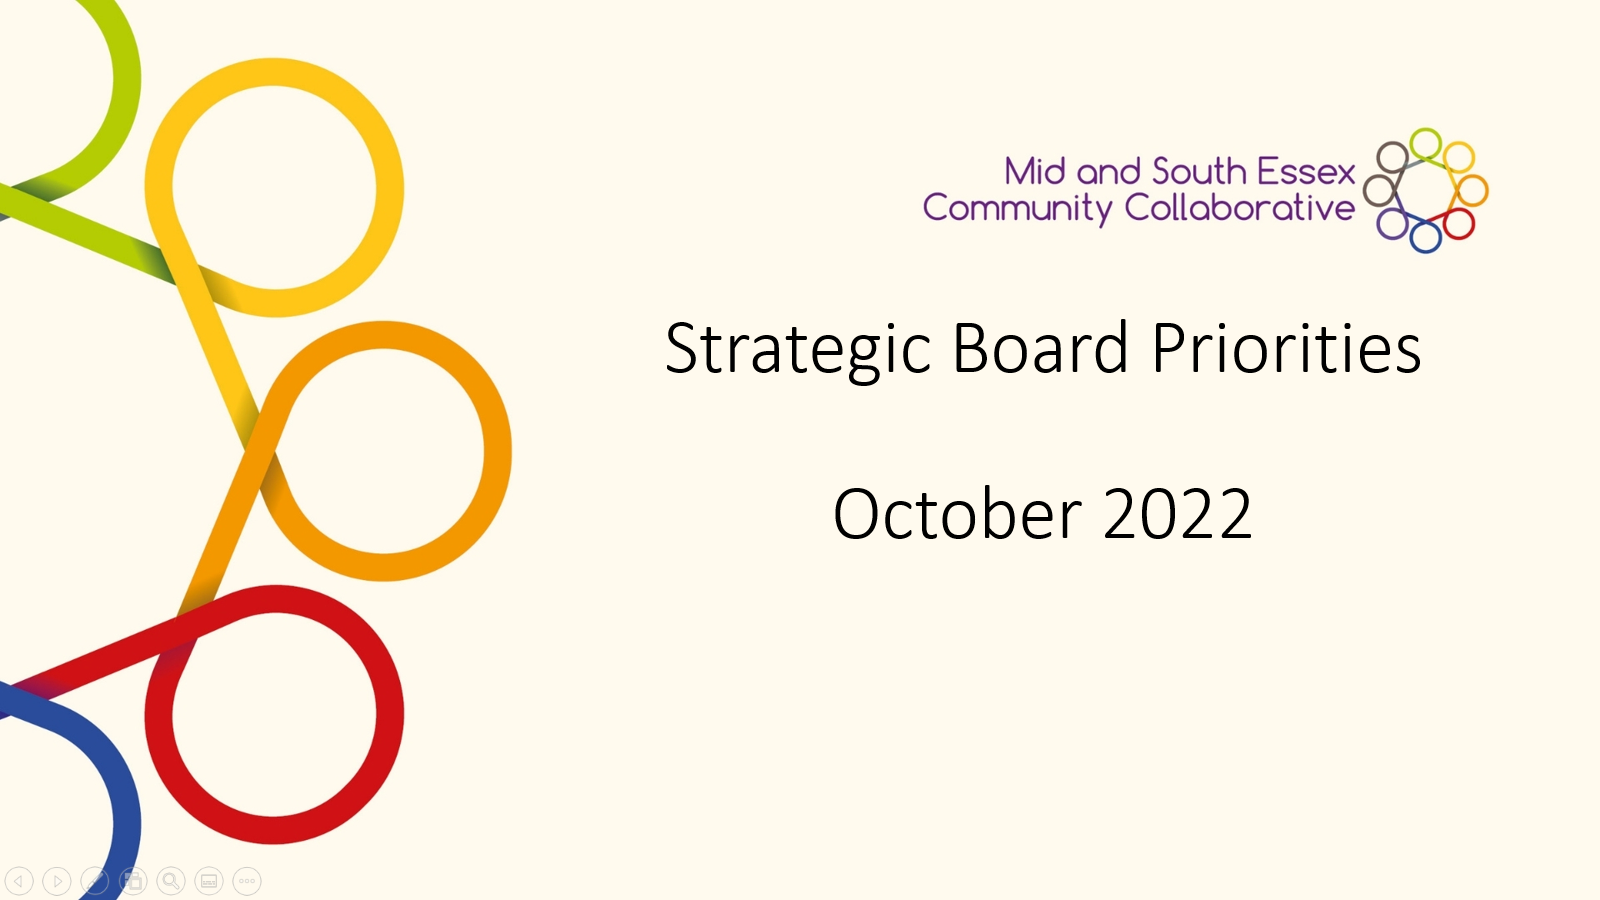 Mid and South Essex
Community Collaborative
Strategic Board Priorities
October 2022